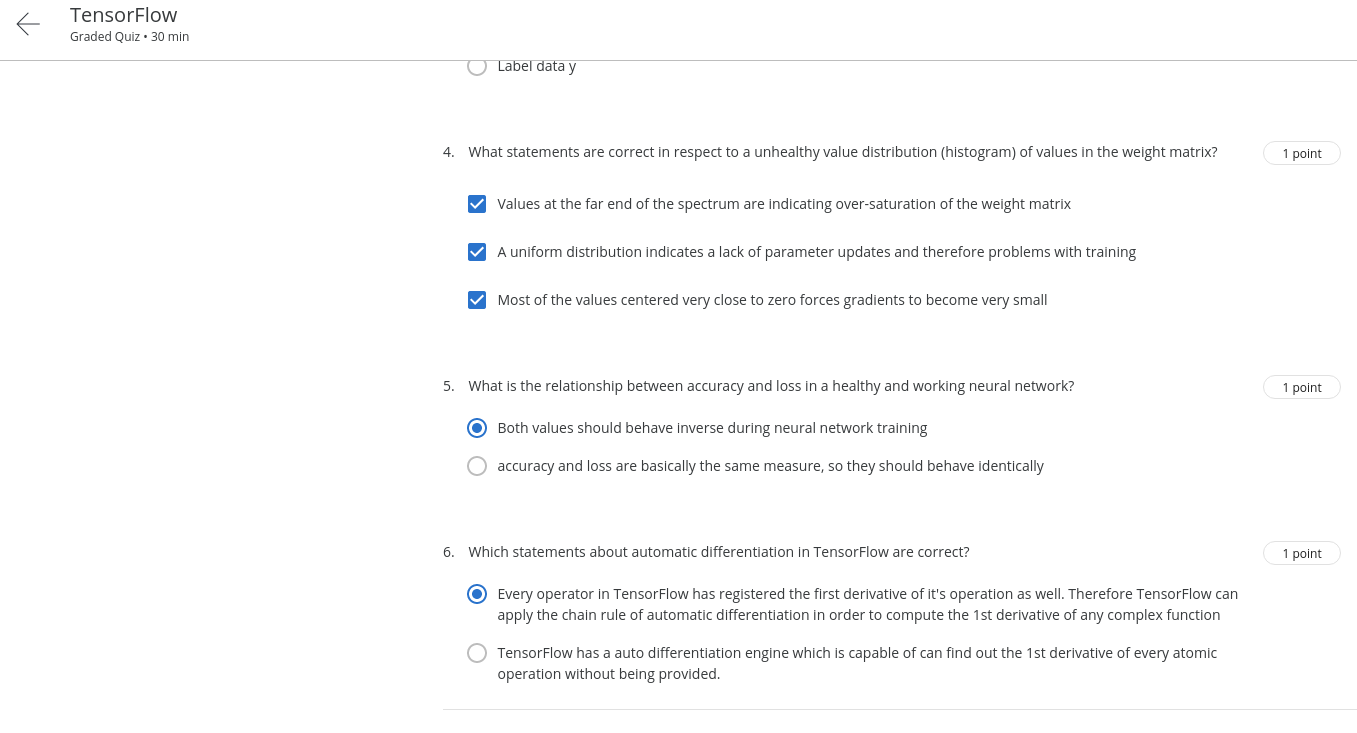 TensorFlow
Graded Quiz • 30 min
Label data y
4. What statements are correct in respect to a unhealthy value distribution (histogram) of values in the weight matrix?
1 point
Values at the far end of the spectrum are indicating over-saturation of the weight matrix
A uniform distribution indicates a lack of parameter updates and therefore problems with training
Most of the values centered very close to zero forces gradients to become very small
5. What is the relationship between accuracy and loss in a healthy and working neural network?
1 point
Both values should behave inverse during neural network training
accuracy and loss are basically the same measure, so they should behave identically
6. Which statements about automatic differentiation in TensorFlow are correct?
1 point
Every operator in TensorFlow has registered the first derivative of it's operation as well. Therefore TensorFlow can
apply the chain rule of automatic differentiation in order to compute the 1st derivative of any complex function
TensorFlow has a auto differentiation engine which is capable of can find out the 1st derivative of every atomic
operation without being provided.